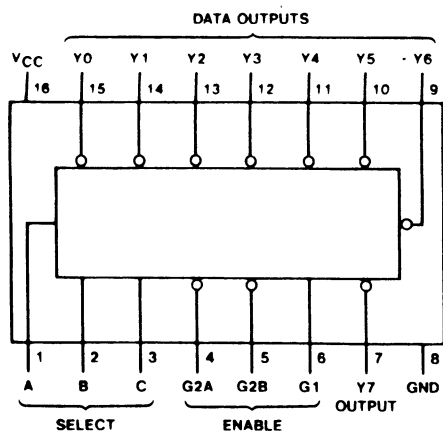 DATA OUTPUTS
VCC Y0 Y1 Y2 Y3 Y4 Y5 Y6
16 15 14 13 12 11 10 9
1 2 3 4 5 6 7 8
A B C G2A G2B G1 Y7 GND
OUTPUT
SELECT ENABLE